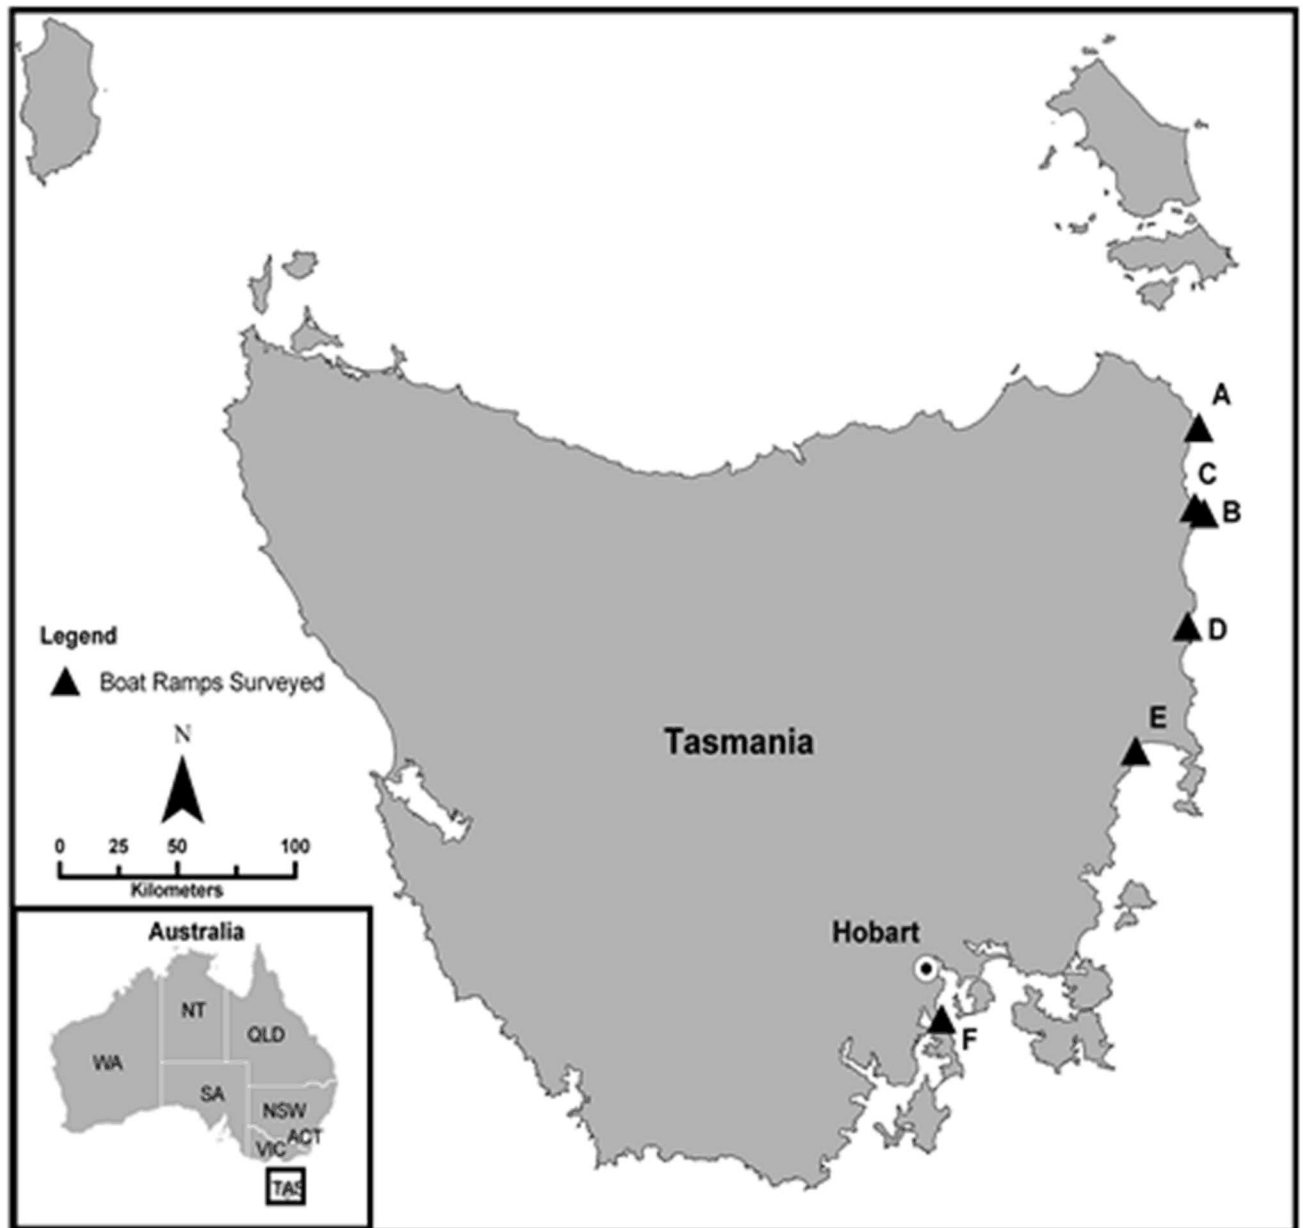 A
C
B
Legend
D
Boat Ramps Surveyed
E
N
Tasmania
0 25 50 100
Kilometers
Australia
Hobart
NT
QLD
F
WA
SA
NSW
ACT
VIC
TAS